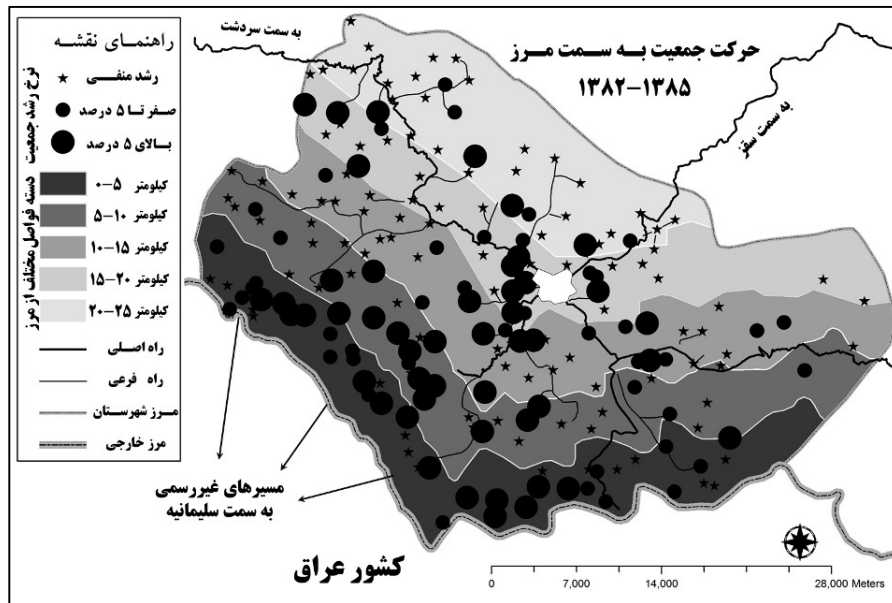 حرکت جمعیت به سمت مرز
۱۳۸۲-۱۳۸۵
به سمت سردشت
به سمت سقز
راهنمای نقشه
نرخ رشد جمعیت
رشد منفی
صفر تا ۵ درصد
بالای ۵ درصد
دسته فواصل مختلف از مرز
۰-۵ کیلومتر
۵-۱۰ کیلومتر
۱۰-۱۵ کیلومتر
۱۵-۲۰ کیلومتر
۲۰-۲۵ کیلومتر
راه اصلی
راه فرعی
مرز شهرستان
مرز خارجی
مسیرهای غیررسمی
به سمت سلیمانیه
کشور عراق
0 7,000 14,000 28,000 Meters